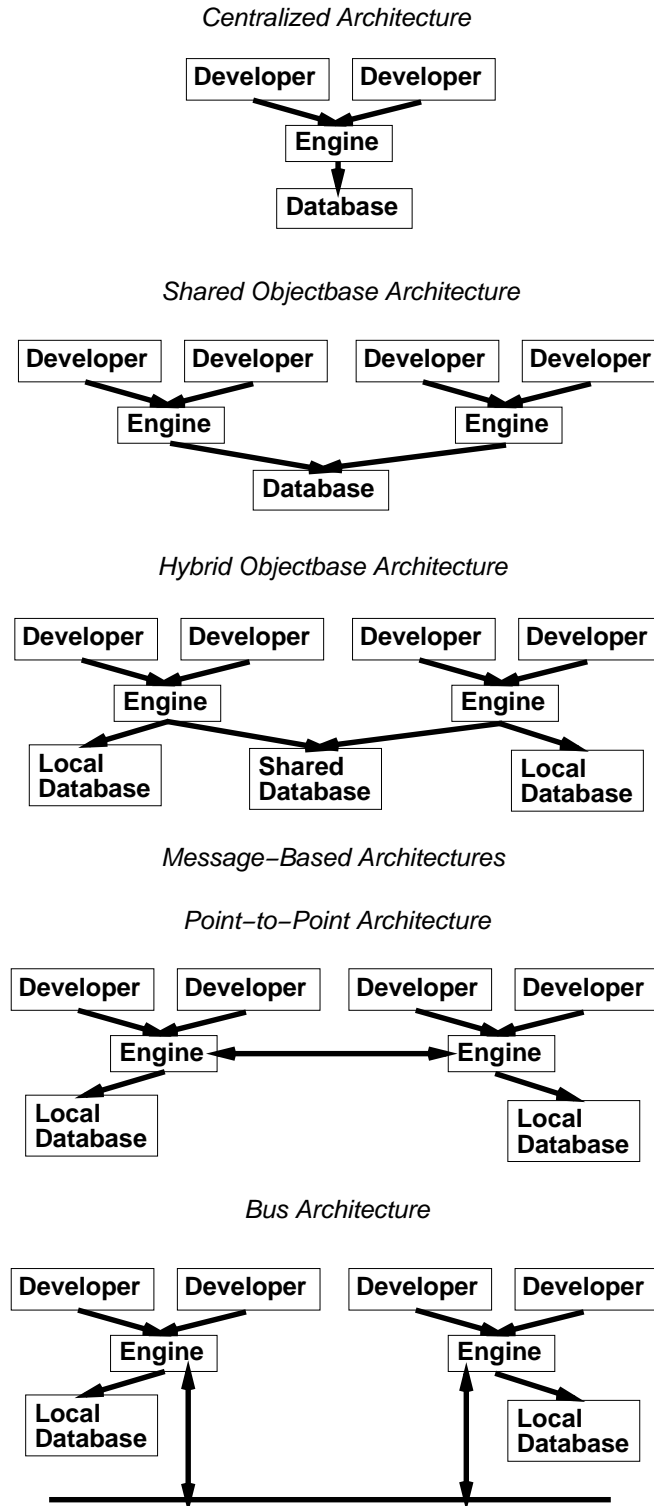 Centralized Architecture
Developer Developer
Engine
Database
Shared Objectbase Architecture
Developer Developer Developer Developer
Engine Engine
Database
Hybrid Objectbase Architecture
Developer Developer Developer Developer
Engine Engine
Local Database Shared Database Local Database
Message−Based Architectures
Point−to−Point Architecture
Developer Developer Developer Developer
Engine Engine
Local Database Local Database
Bus Architecture
Developer Developer Developer Developer
Engine Engine
Local Database Local Database